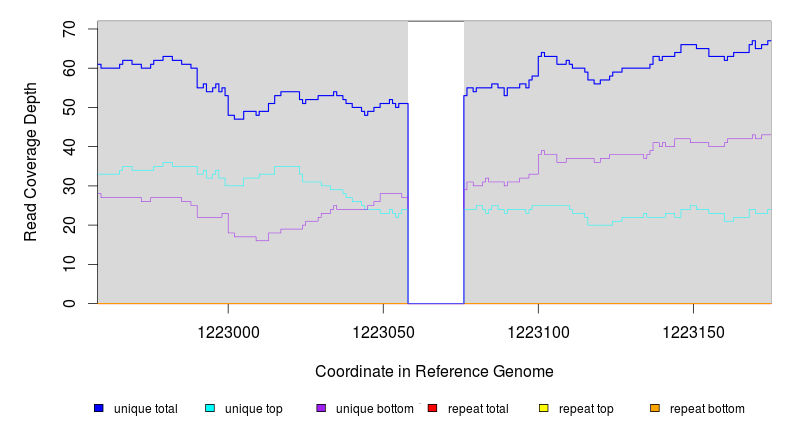 70
60
50
40
30
20
10
0
Read Coverage Depth
1223000 1223050 1223100 1223150
Coordinate in Reference Genome
unique total unique top unique bottom repeat total repeat top repeat bottom